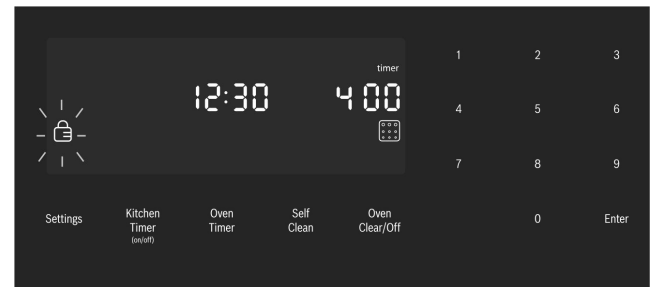 timer
12:30
4 00
1 2 3
4 5 6
7 8 9
0 Enter
Settings
Kitchen
Timer
(on/off)
Oven
Timer
Self
Clean
Oven
Clear/Off